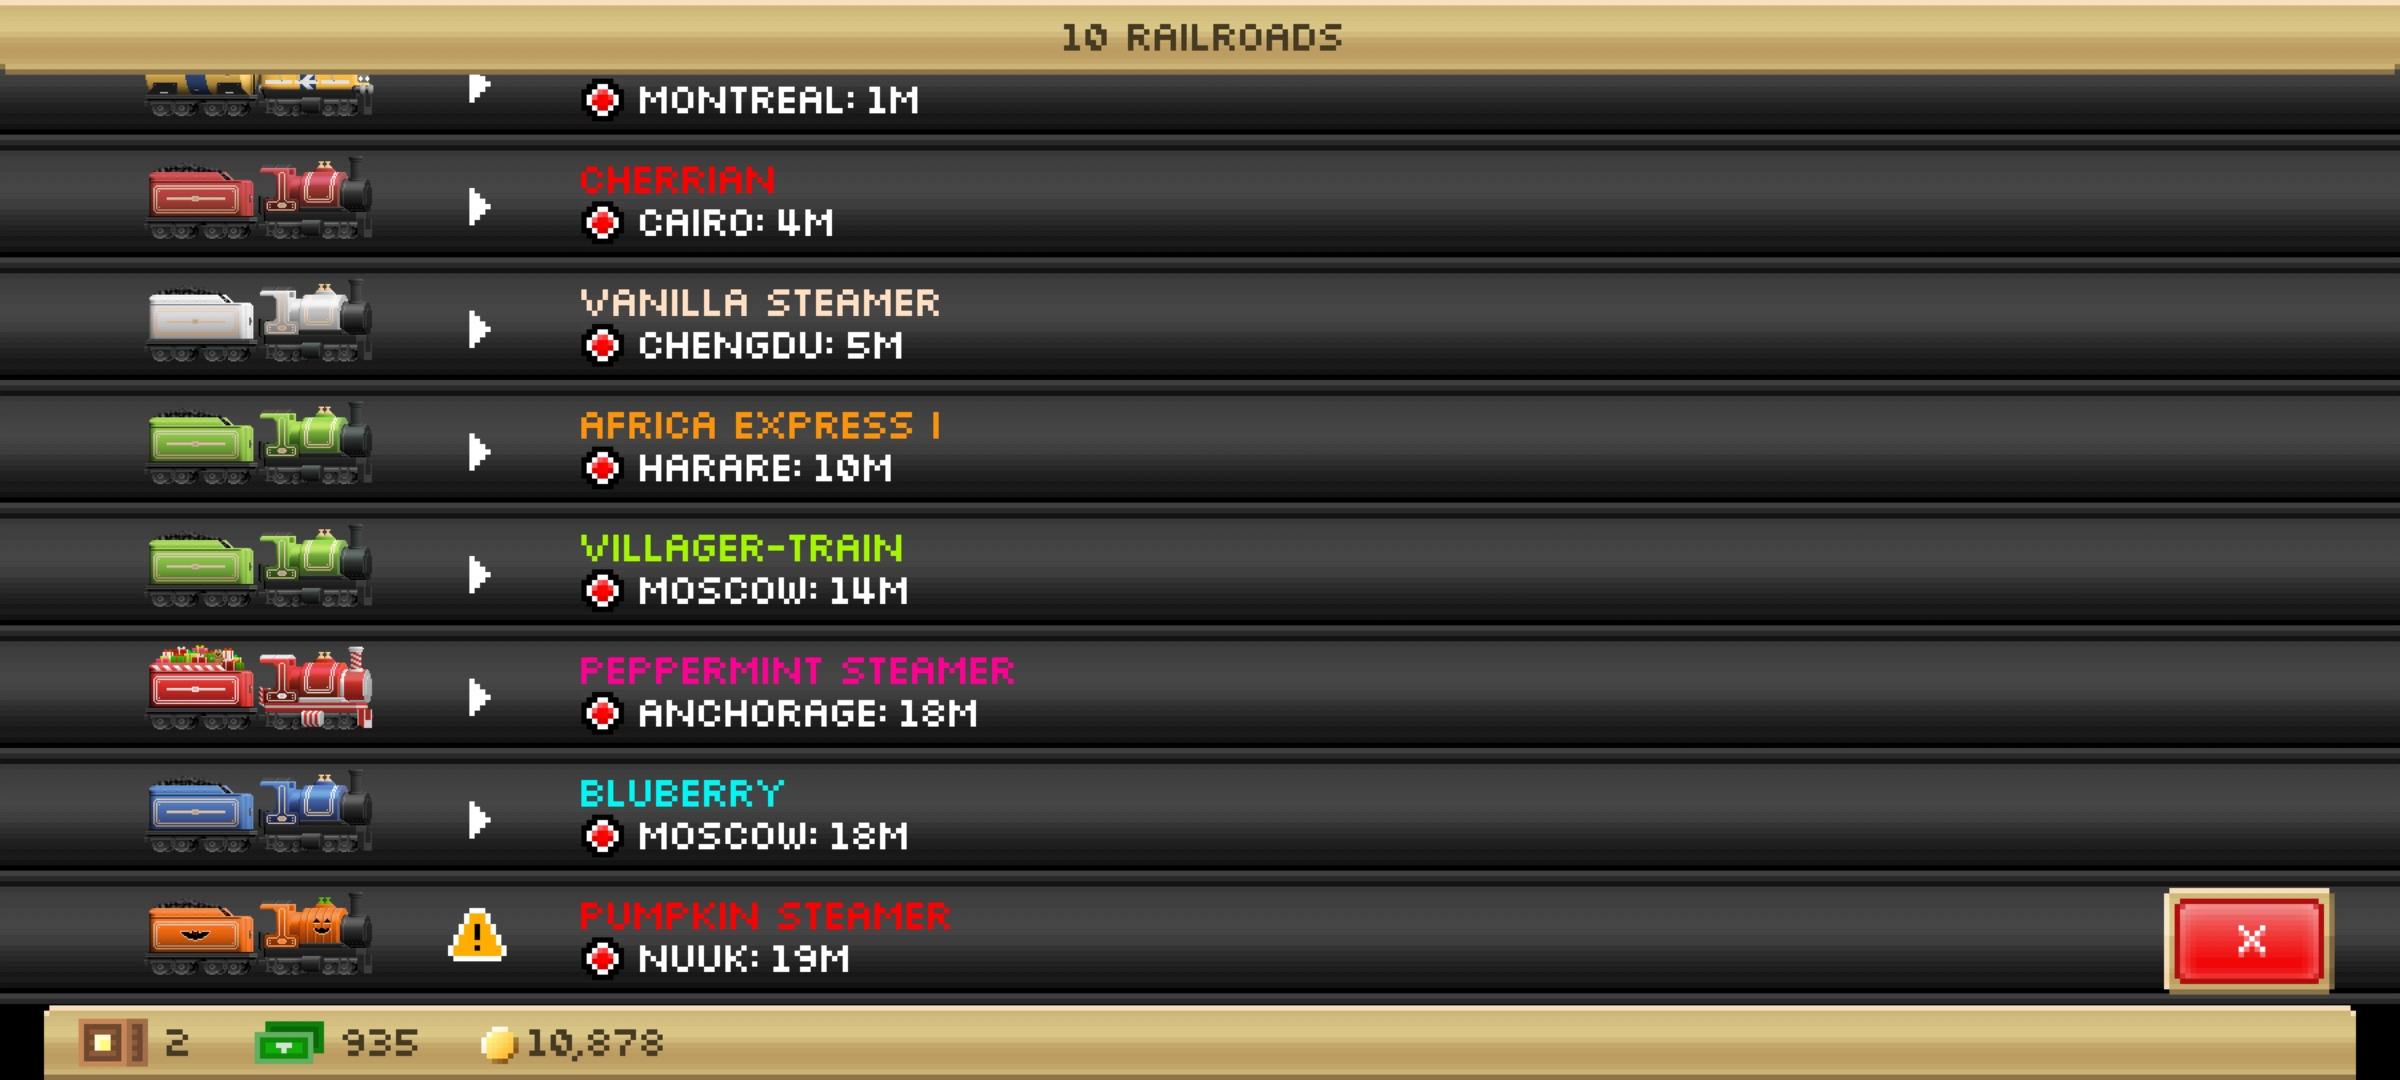 10 RAILROADS
MONTREAL: 1M
CHERRIAN
CAIRO: 4M
VANILLA STEAMER
CHENGDU: 5M
AFRICA EXPRESS I
HARARE: 10M
VILLAGER-TRAIN
MOSCOW: 14M
PEPPERMINT STEAMER
ANCHORAGE: 18M
BLUBERRY
MOSCOW: 18M
PUMPKIN STEAMER
NUUK: 19M
X
2 935 10,878